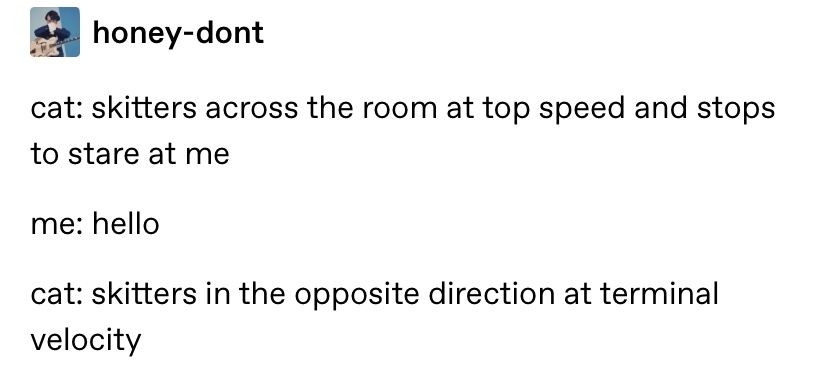 honey-dont
cat: skitters across the room at top speed and stops
to stare at me
me: hello
cat: skitters in the opposite direction at terminal
velocity